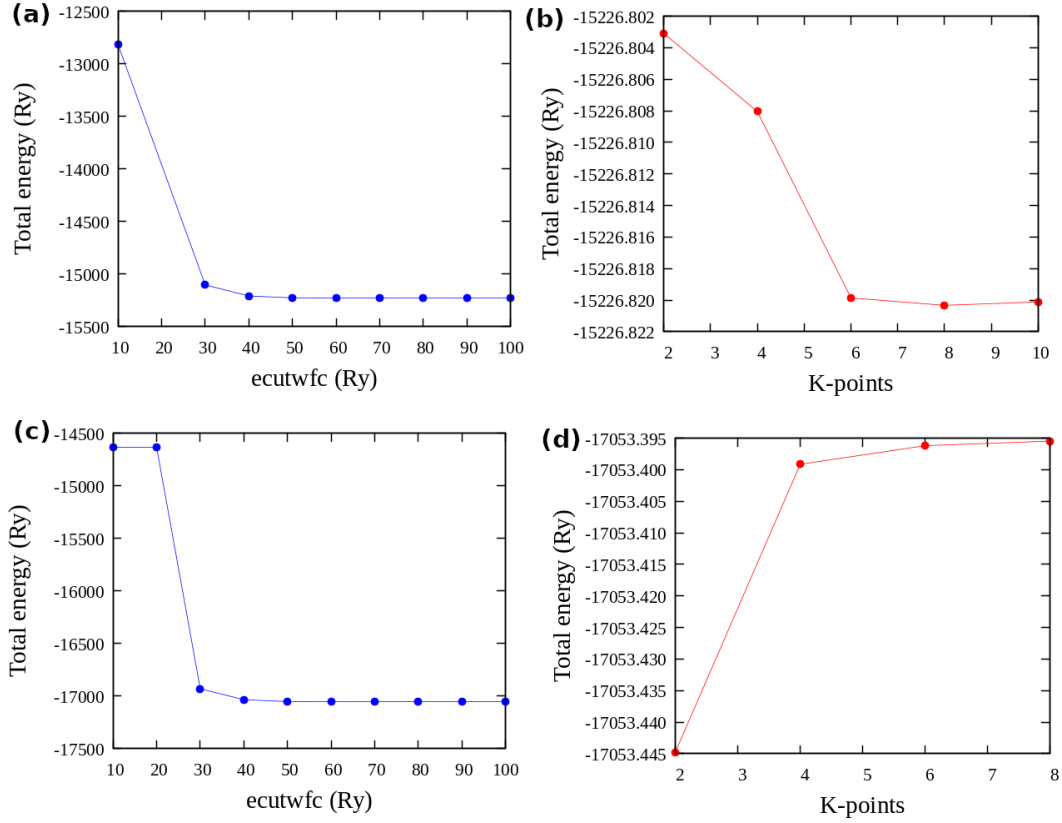 (a)
Total energy (Ry)
-12500
-13000
-13500
-14000
-14500
-15000
-15500
10 20 30 40 50 60 70 80 90 100
ecutwfc (Ry)
(b)
Total energy (Ry)
-15226.802
-15226.804
-15226.806
-15226.808
-15226.810
-15226.812
-15226.814
-15226.816
-15226.818
-15226.820
-15226.822
2 3 4 5 6 7 8 9 10
K-points
(c)
Total energy (Ry)
-14500
-15000
-15500
-16000
-16500
-17000
-17500
10 20 30 40 50 60 70 80 90 100
ecutwfc (Ry)
(d)
Total energy (Ry)
-17053.395
-17053.400
-17053.405
-17053.410
-17053.415
-17053.420
-17053.425
-17053.430
-17053.435
-17053.440
-17053.445
2 3 4 5 6 7 8
K-points